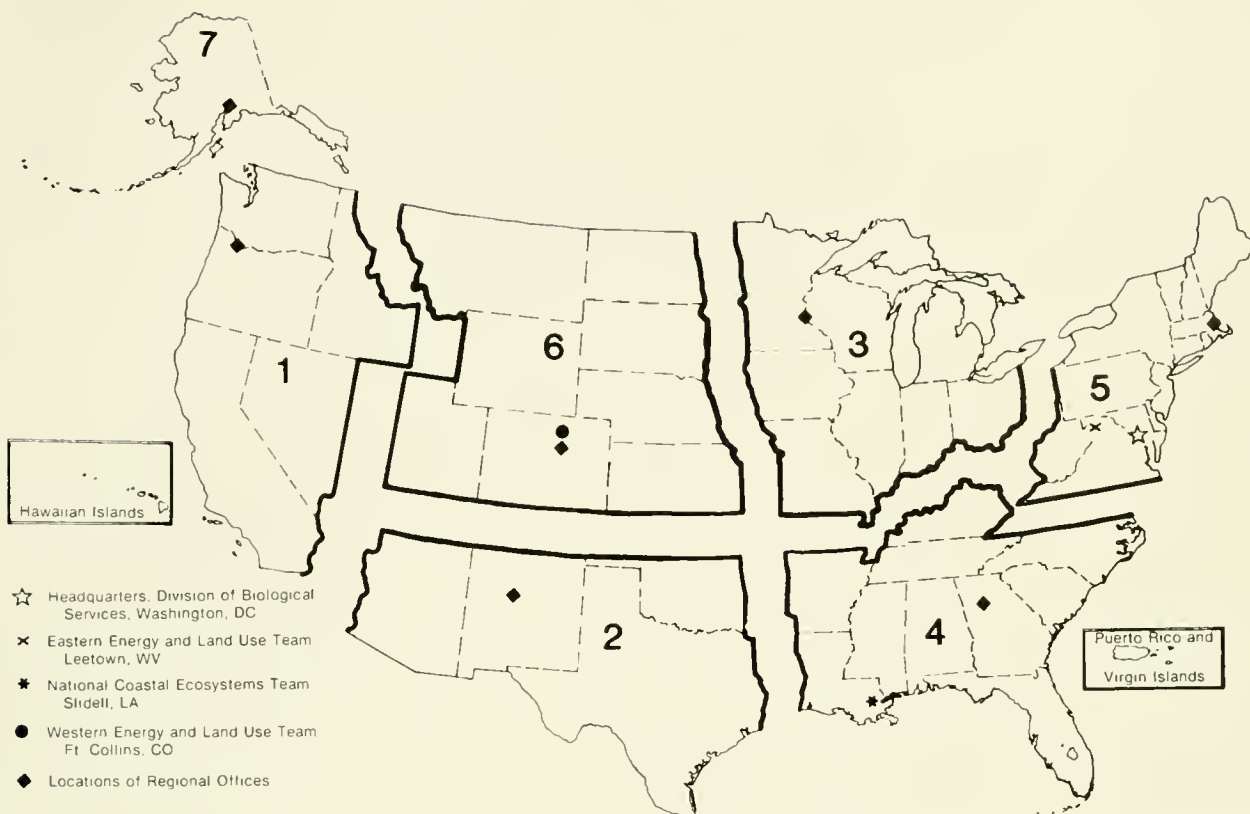 7
1
6
3
5
2
4
Hawaiian Islands
Puerto Rico and
Virgin Islands
Headquarters, Division of Biological
Services, Washington, DC
Eastern Energy and Land Use Team
Leetown, WV
National Coastal Ecosystems Team
Slidell, LA
Western Energy and Land Use Team
Ft Collins, CO
Locations of Regional Offices